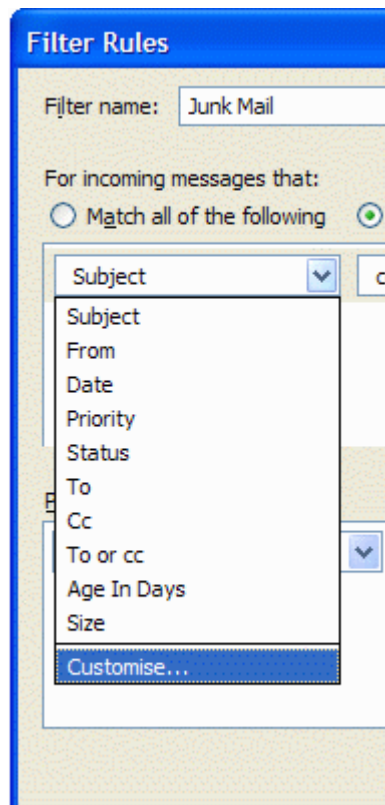 Filter Rules
Filter name: Junk Mail
For incoming messages that:
Match all of the following
Subject
Subject
From
Date
Priority
Status
To
Cc
To or cc
Age In Days
Size
Customise...